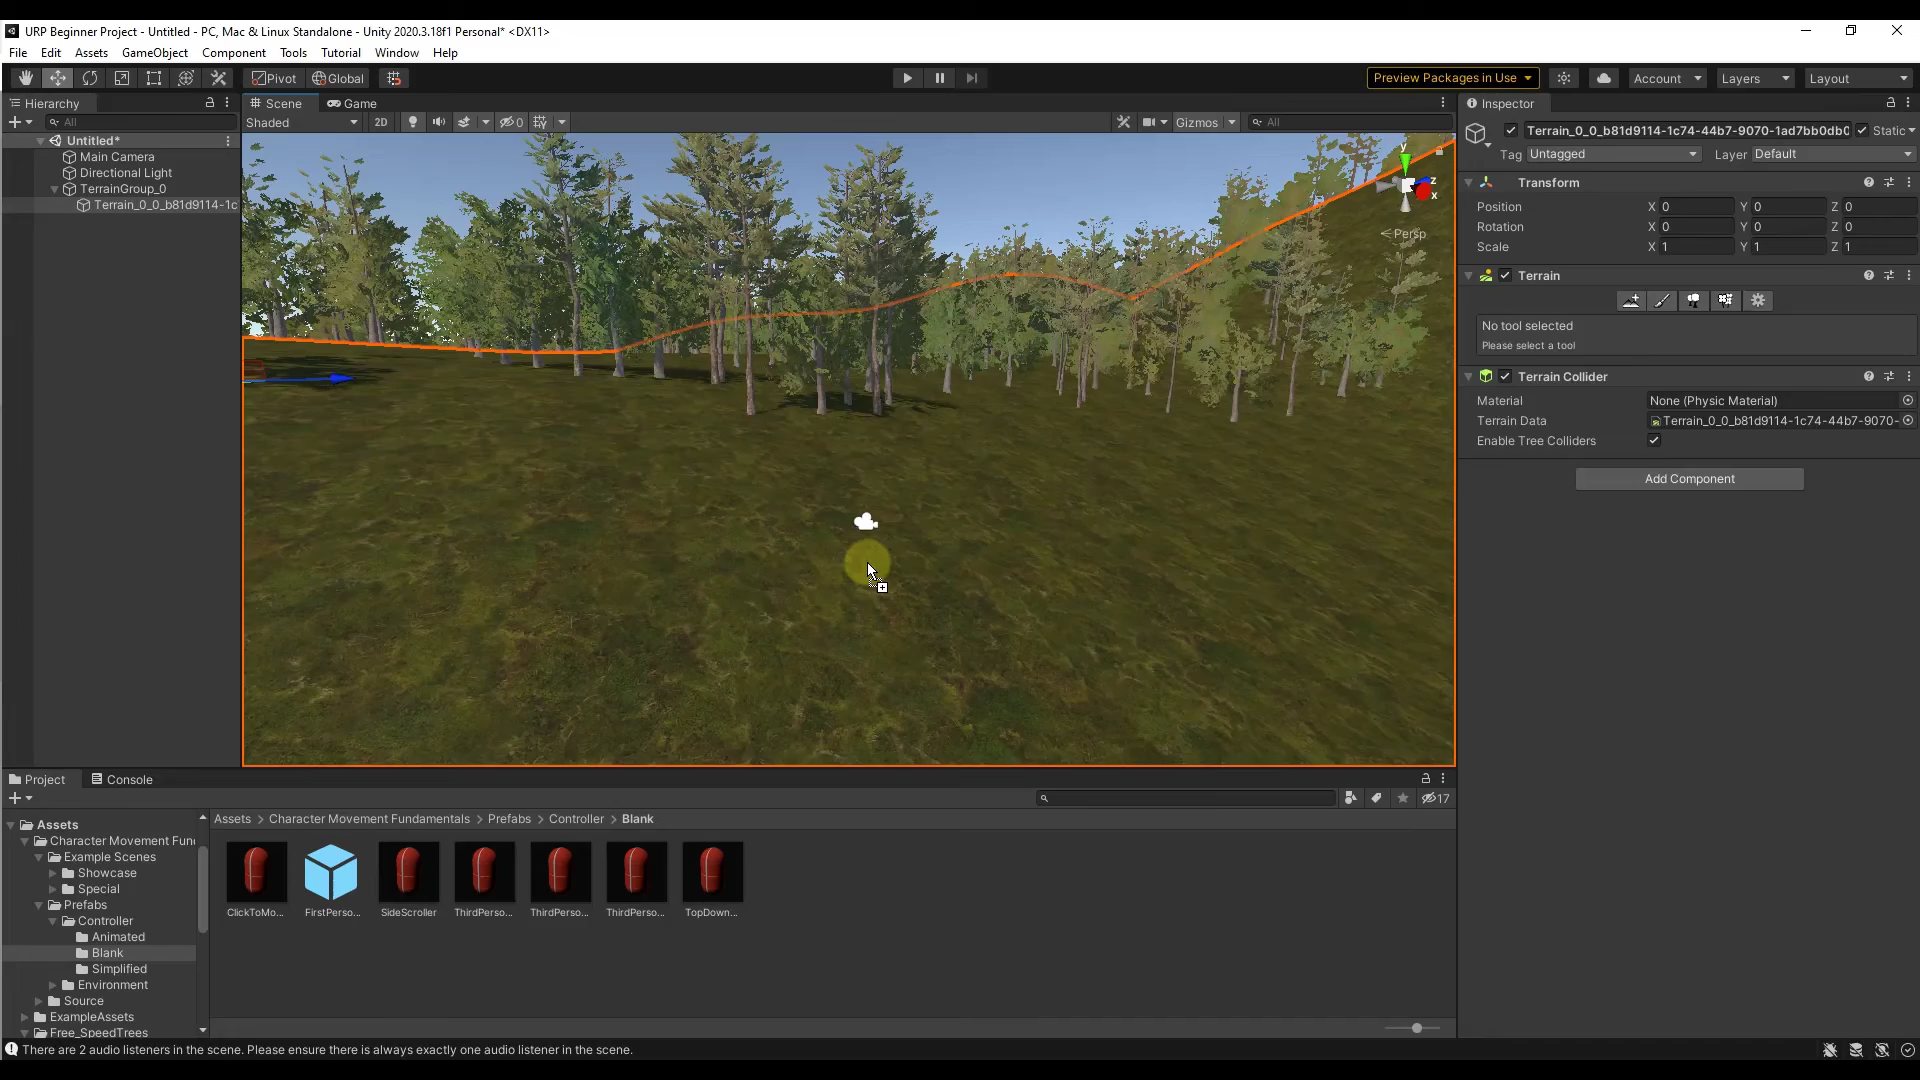 URP Beginner Project - Untitled - PC, Mac & Linux Standalone - Unity 2020.3.18f1 Personal* <DX11>
File Edit Assets GameObject Component Tools Tutorial Window Help
Pivot Global Preview Packages in Use Account Layers Layout
Hierarchy
All
Untitled*
Main Camera
Directional Light
TerrainGroup_0
Terrain_0_0_b81d9114-1c
Scene Game
Shaded 2D 0 Gizmos All
y
z
x
Persp
Inspector
Terrain_0_0_b81d9114-1c74-44b7-9070-1ad7bb0db0 Static
Tag Untagged Layer Default
Transform
Position X 0 Y 0 Z 0
Rotation X 0 Y 0 Z 0
Scale X 1 Y 1 Z 1
Terrain
No tool selected
Please select a tool
Terrain Collider
Material None (Physic Material)
Terrain Data Terrain_0_0_b81d9114-1c74-44b7-9070-
Enable Tree Colliders
Add Component
Project Console
17
Assets
Character Movement Fun
Example Scenes
Showcase
Special
Prefabs
Controller
Animated
Blank
Simplified
Environment
Source
ExampleAssets
Free_SpeedTrees
Assets > Character Movement Fundamentals > Prefabs > Controller > Blank
ClickToMo... FirstPerso... SideScroller ThirdPerso... ThirdPerso... ThirdPerso... TopDown...
There are 2 audio listeners in the scene. Please ensure there is always exactly one audio listener in the scene.